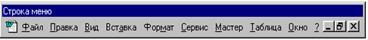 Строка меню
Файл Правка Вид Вставка Формат Сервис Мастер Таблица Окно ?